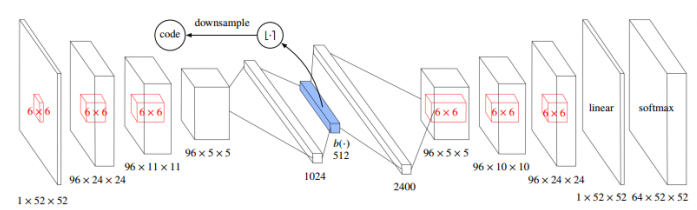 downsample
code
⌊·⌉
6 × 6
6 × 6
6 × 6
6 × 6
6 × 6
6 × 6
linear
softmax
b(·)
512
96 × 5 × 5
96 × 5 × 5
96 × 11 × 11
96 × 10 × 10
96 × 24 × 24
1024
2400
96 × 24 × 24
1 × 52 × 52
1 × 52 × 52
64 × 52 × 52